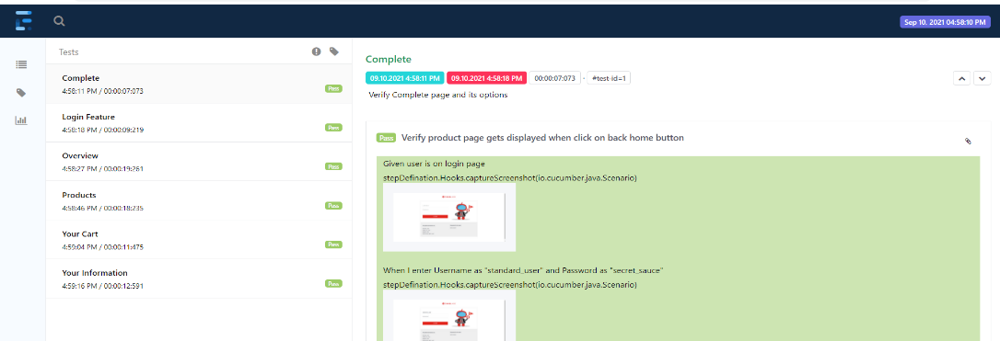 Sep 10, 2021 04:58:10 PM
Tests
Complete
4:58:11 PM / 00:00:07:073
Pass
Login Feature
4:58:18 PM / 00:00:09:219
Pass
Overview
4:58:27 PM / 00:00:19:261
Pass
Products
4:58:46 PM / 00:00:18:235
Pass
Your Cart
4:59:04 PM / 00:00:11:475
Pass
Your Information
4:59:16 PM / 00:00:12:591
Pass
Complete
09.10.2021 4:58:11 PM 09.10.2021 4:58:18 PM 00:00:07:073 · #test-id=1
Verify Complete page and its options
Pass Verify product page gets displayed when click on back home button
Given user is on login page
stepDefination.Hooks.captureScreenshot(io.cucumber.java.Scenario)
When I enter Username as "standard_user" and Password as "secret_sauce"
stepDefination.Hooks.captureScreenshot(io.cucumber.java.Scenario)